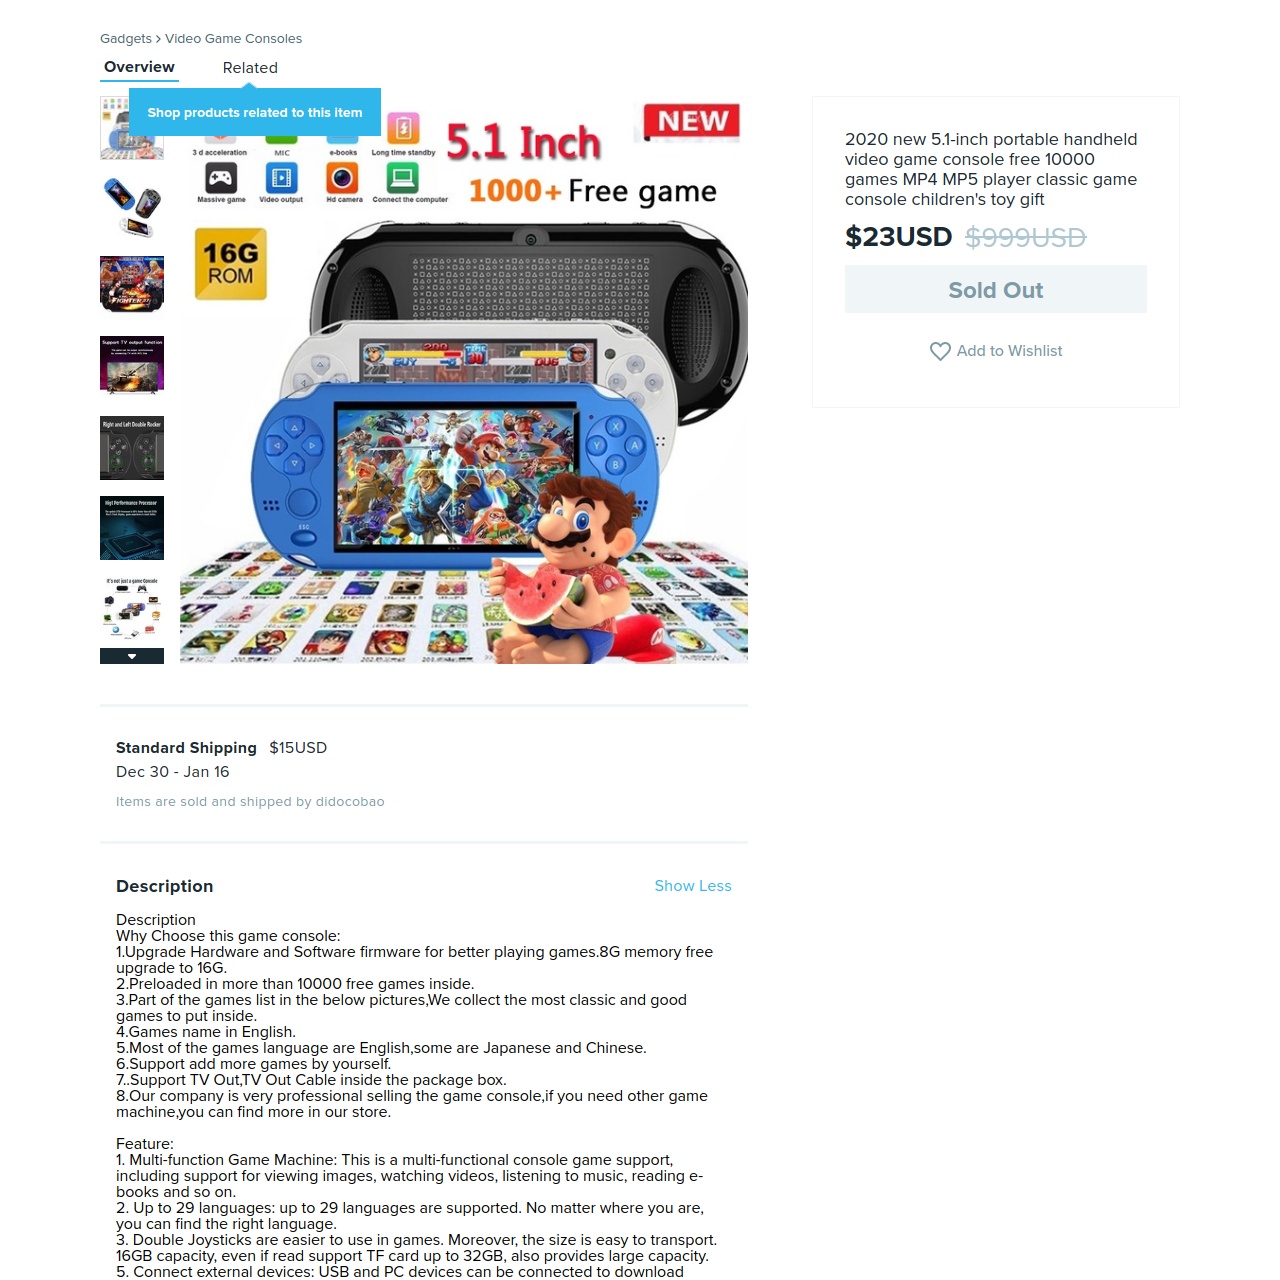 Gadgets > Video Game Consoles
Overview
Related
Shop products related to this item
3 d acceleration
MIC
e-books
Long time standby
5.1 Inch
NEW
Massive game
Video output
Hd camera
Connect the computer
1000+ Free game
16G
ROM
ESC
X
Y
A
B
Support TV output function
Right and Left Double Rocker
It's not just a game Console
2020 new 5.1-inch portable handheld
video game console free 10000
games MP4 MP5 player classic game
console children's toy gift
$23USD $999USD
Sold Out
Add to Wishlist
Standard Shipping $15USD
Dec 30 - Jan 16
Items are sold and shipped by didocobao
Description
Show Less
Description
Why Choose this game console:
1.Upgrade Hardware and Software firmware for better playing games.8G memory free
upgrade to 16G.
2.Preloaded in more than 10000 free games inside.
3.Part of the games list in the below pictures,We collect the most classic and good
games to put inside.
4.Games name in English.
5.Most of the games language are English,some are Japanese and Chinese.
6.Support add more games by yourself.
7..Support TV Out,TV Out Cable inside the package box.
8.Our company is very professional selling the game console,if you need other game
machine,you can find more in our store.
Feature:
1. Multi-function Game Machine: This is a multi-functional console game support,
including support for viewing images, watching videos, listening to music, reading e-
books and so on.
2. Up to 29 languages: up to 29 languages are supported. No matter where you are,
you can find the right language.
3. Double Joysticks are easier to use in games. Moreover, the size is easy to transport.
16GB capacity, even if read support TF card up to 32GB, also provides large capacity.
5. Connect external devices: USB and PC devices can be connected to download